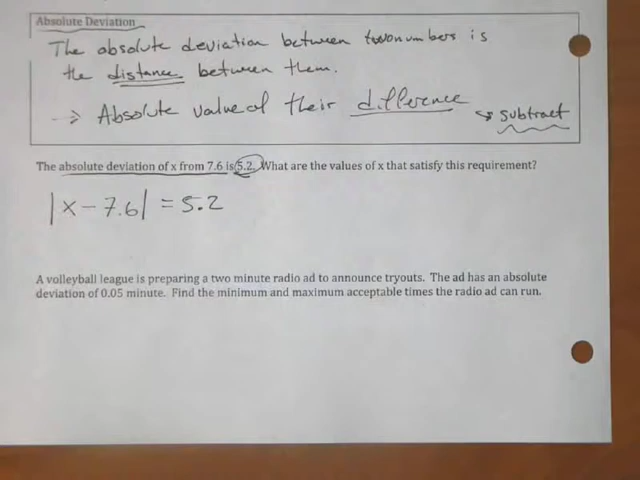 Absolute Deviation
The absolute deviation between two numbers is
the distance between them.
→ Absolute value of their difference
↳ subtract
The absolute deviation of x from 7.6 is 5.2. What are the values of x that satisfy this requirement?
|x - 7.6| = 5.2
A volleyball league is preparing a two minute radio ad to announce tryouts. The ad has an absolute
deviation of 0.05 minute. Find the minimum and maximum acceptable times the radio ad can run.